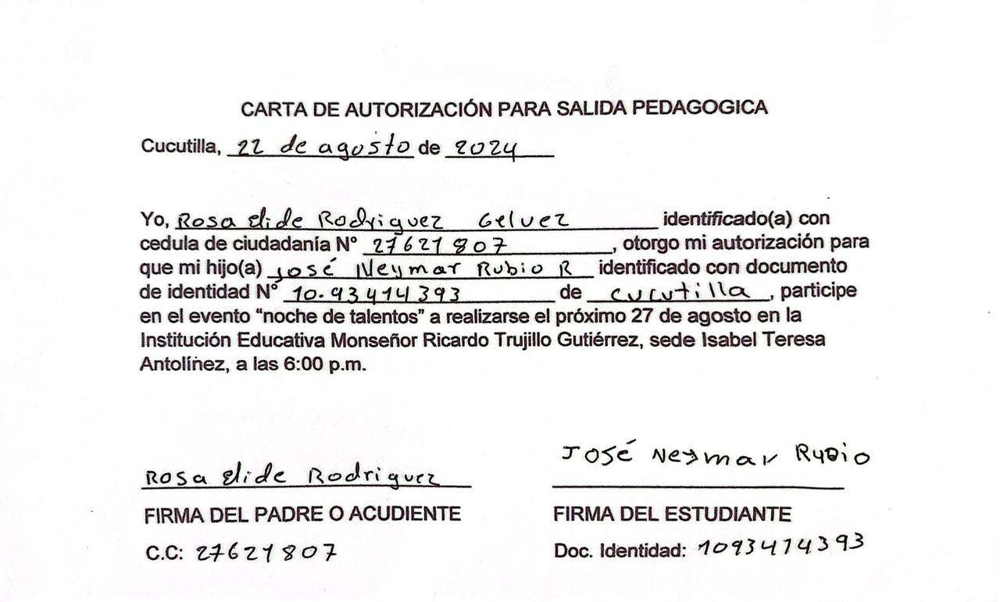 CARTA DE AUTORIZACIÓN PARA SALIDA PEDAGOGICA
Cucutilla, 22 de agosto de 2024
Yo, Rosa Elide Rodriguez Gelvez identificado(a) con
cedula de ciudadanía N° 27621807, otorgo mi autorización para
que mi hijo(a) José Neymar Rubio R identificado con documento
de identidad N° 10.93414393 de cucutilla, participe
en el evento "noche de talentos" a realizarse el próximo 27 de agosto en la
Institución Educativa Monseñor Ricardo Trujillo Gutiérrez, sede Isabel Teresa
Antolínez, a las 6:00 p.m.
Rosa Elide Rodriguez
José Neymar Rubio
FIRMA DEL PADRE O ACUDIENTE
FIRMA DEL ESTUDIANTE
C.C: 27621807
Doc. Identidad: 1093414393